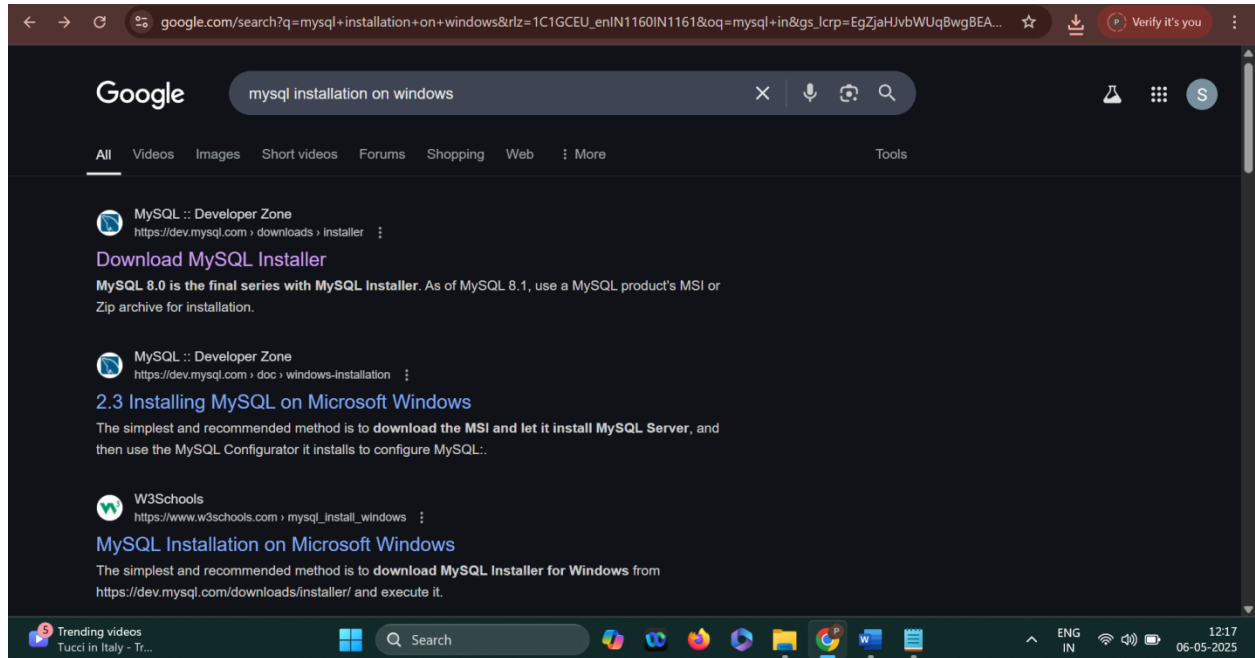 google.com/search?q=mysql+installation+on+windows&rlz=1C1GCEU_enIN1160IN1161&oq=mysql+in&gs_lcrp=EgZjaHJvbWUqBwgBEA...
P Verify it's you
Google mysql installation on windows
S
All Videos Images Short videos Forums Shopping Web More Tools
MySQL :: Developer Zone
https://dev.mysql.com › downloads › installer
Download MySQL Installer
MySQL 8.0 is the final series with MySQL Installer. As of MySQL 8.1, use a MySQL product's MSI or
Zip archive for installation.
MySQL :: Developer Zone
https://dev.mysql.com › doc › windows-installation
2.3 Installing MySQL on Microsoft Windows
The simplest and recommended method is to download the MSI and let it install MySQL Server, and
then use the MySQL Configurator it installs to configure MySQL:.
W3Schools
https://www.w3schools.com › mysql_install_windows
MySQL Installation on Microsoft Windows
The simplest and recommended method is to download MySQL Installer for Windows from
https://dev.mysql.com/downloads/installer/ and execute it.
5
Trending videos
Tucci in Italy - Tr...
Search
P
W
ENG
IN
12:17
06-05-2025